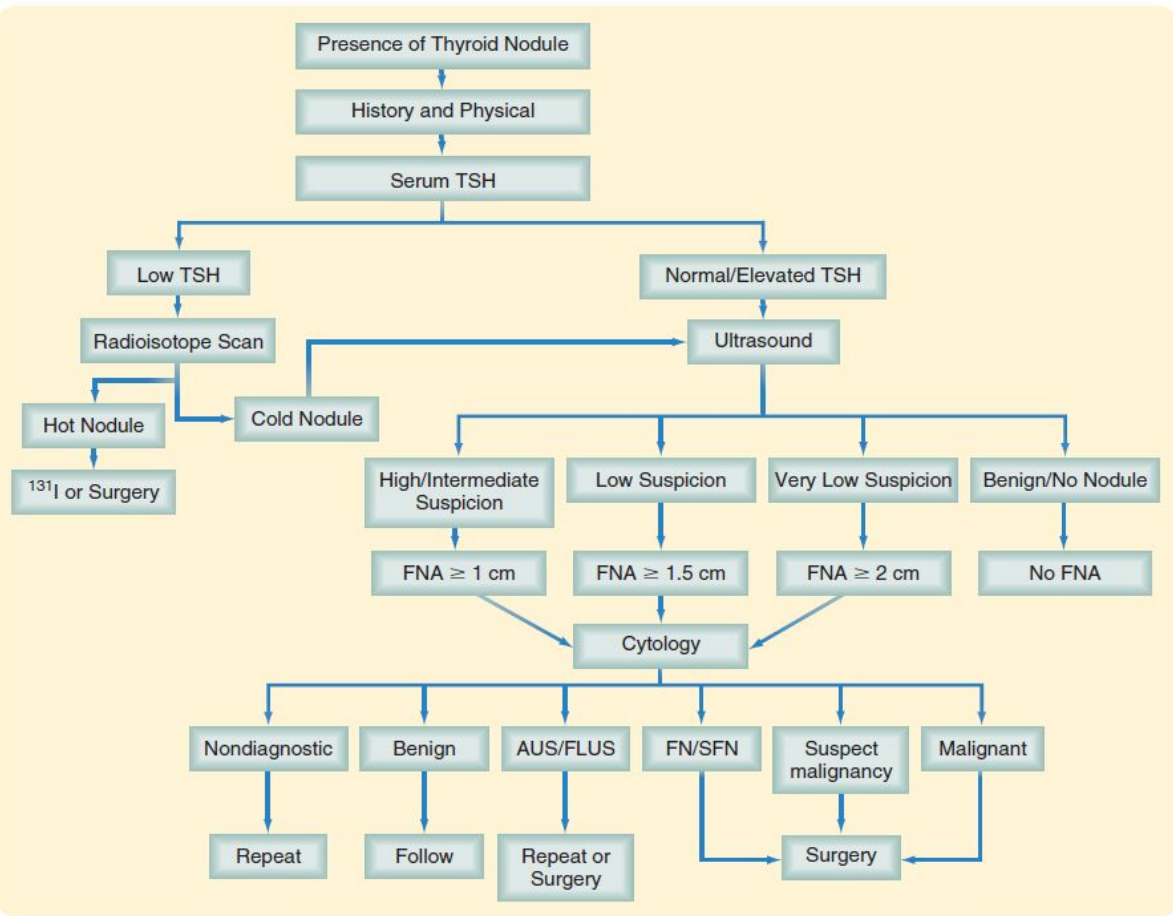 Presence of Thyroid Nodule
History and Physical
Serum TSH
Low TSH
Normal/Elevated TSH
Radioisotope Scan
Ultrasound
Hot Nodule
Cold Nodule
131I or Surgery
High/Intermediate
Suspicion
Low Suspicion
Very Low Suspicion
Benign/No Nodule
FNA ≥ 1 cm
FNA ≥ 1.5 cm
FNA ≥ 2 cm
No FNA
Cytology
Nondiagnostic
Benign
AUS/FLUS
FN/SFN
Suspect
malignancy
Malignant
Repeat
Follow
Repeat or
Surgery
Surgery